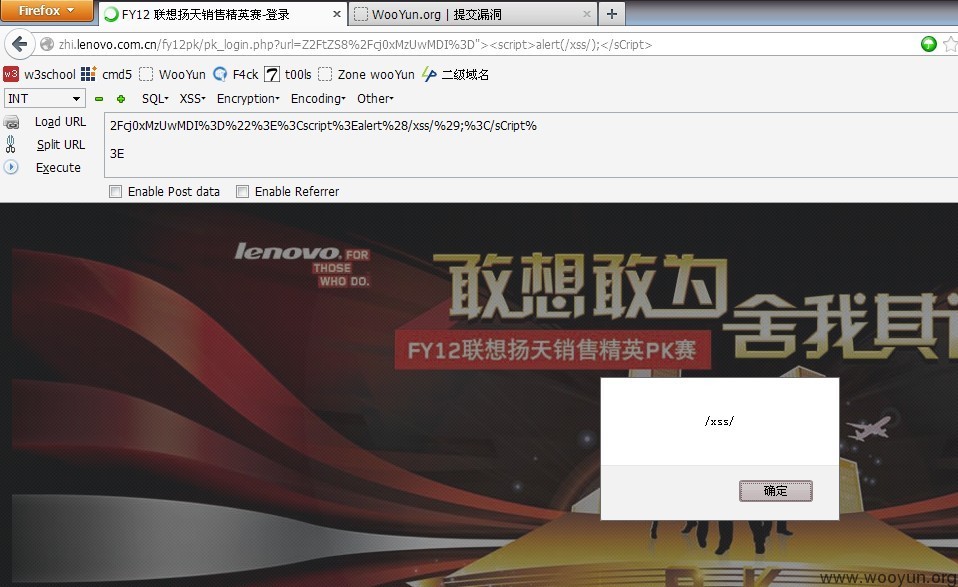 Firefox
FY12 联想扬天销售精英赛-登录
WooYun.org | 提交漏洞
zhi.lenovo.com.cn/fy12pk/pk_login.php?url=Z2FtZS8%2Fcj0xMzUwMDI%3D"><script>alert(/xss/);</sCript>
w3school cmd5 WooYun F4ck t00ls Zone wooYun 二级域名
INT SQL XSS Encryption Encoding Other
Load URL
Split URL
Execute
2Fcj0xMzUwMDI%3D%22%3E%3Cscript%3Ealert%28/xss/%29;%3C/sCript%
3E
Enable Post data Enable Referrer
lenovo. FOR
THOSE
WHO DO.
敢想敢为
舍我其
FY12联想扬天销售精英PK赛
/xss/
确定
PK
www.wooyun.org